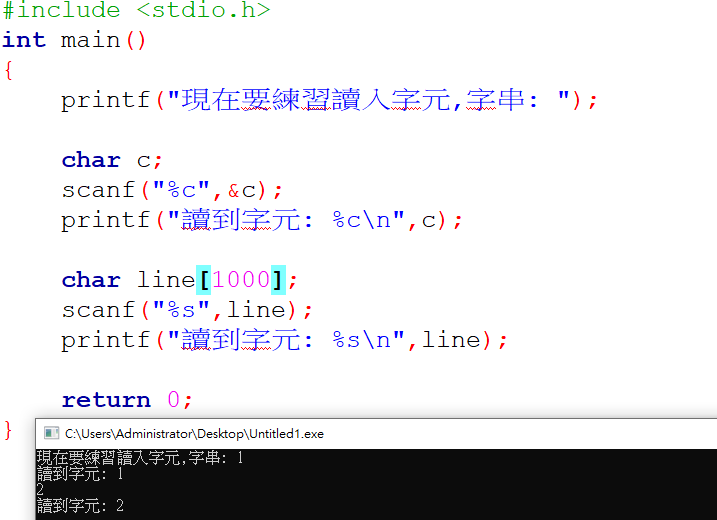 #include <stdio.h>
int main()
{
printf("現在要練習讀入字元,字串: ");
char c;
scanf("%c",&c);
printf("讀到字元: %c\n",c);
char line[1000];
scanf("%s",line);
printf("讀到字元: %s\n",line);
return 0;
}
C:\Users\Administrator\Desktop\Untitled1.exe
現在要練習讀入字元,字串: 1
讀到字元: 1
2
讀到字元: 2